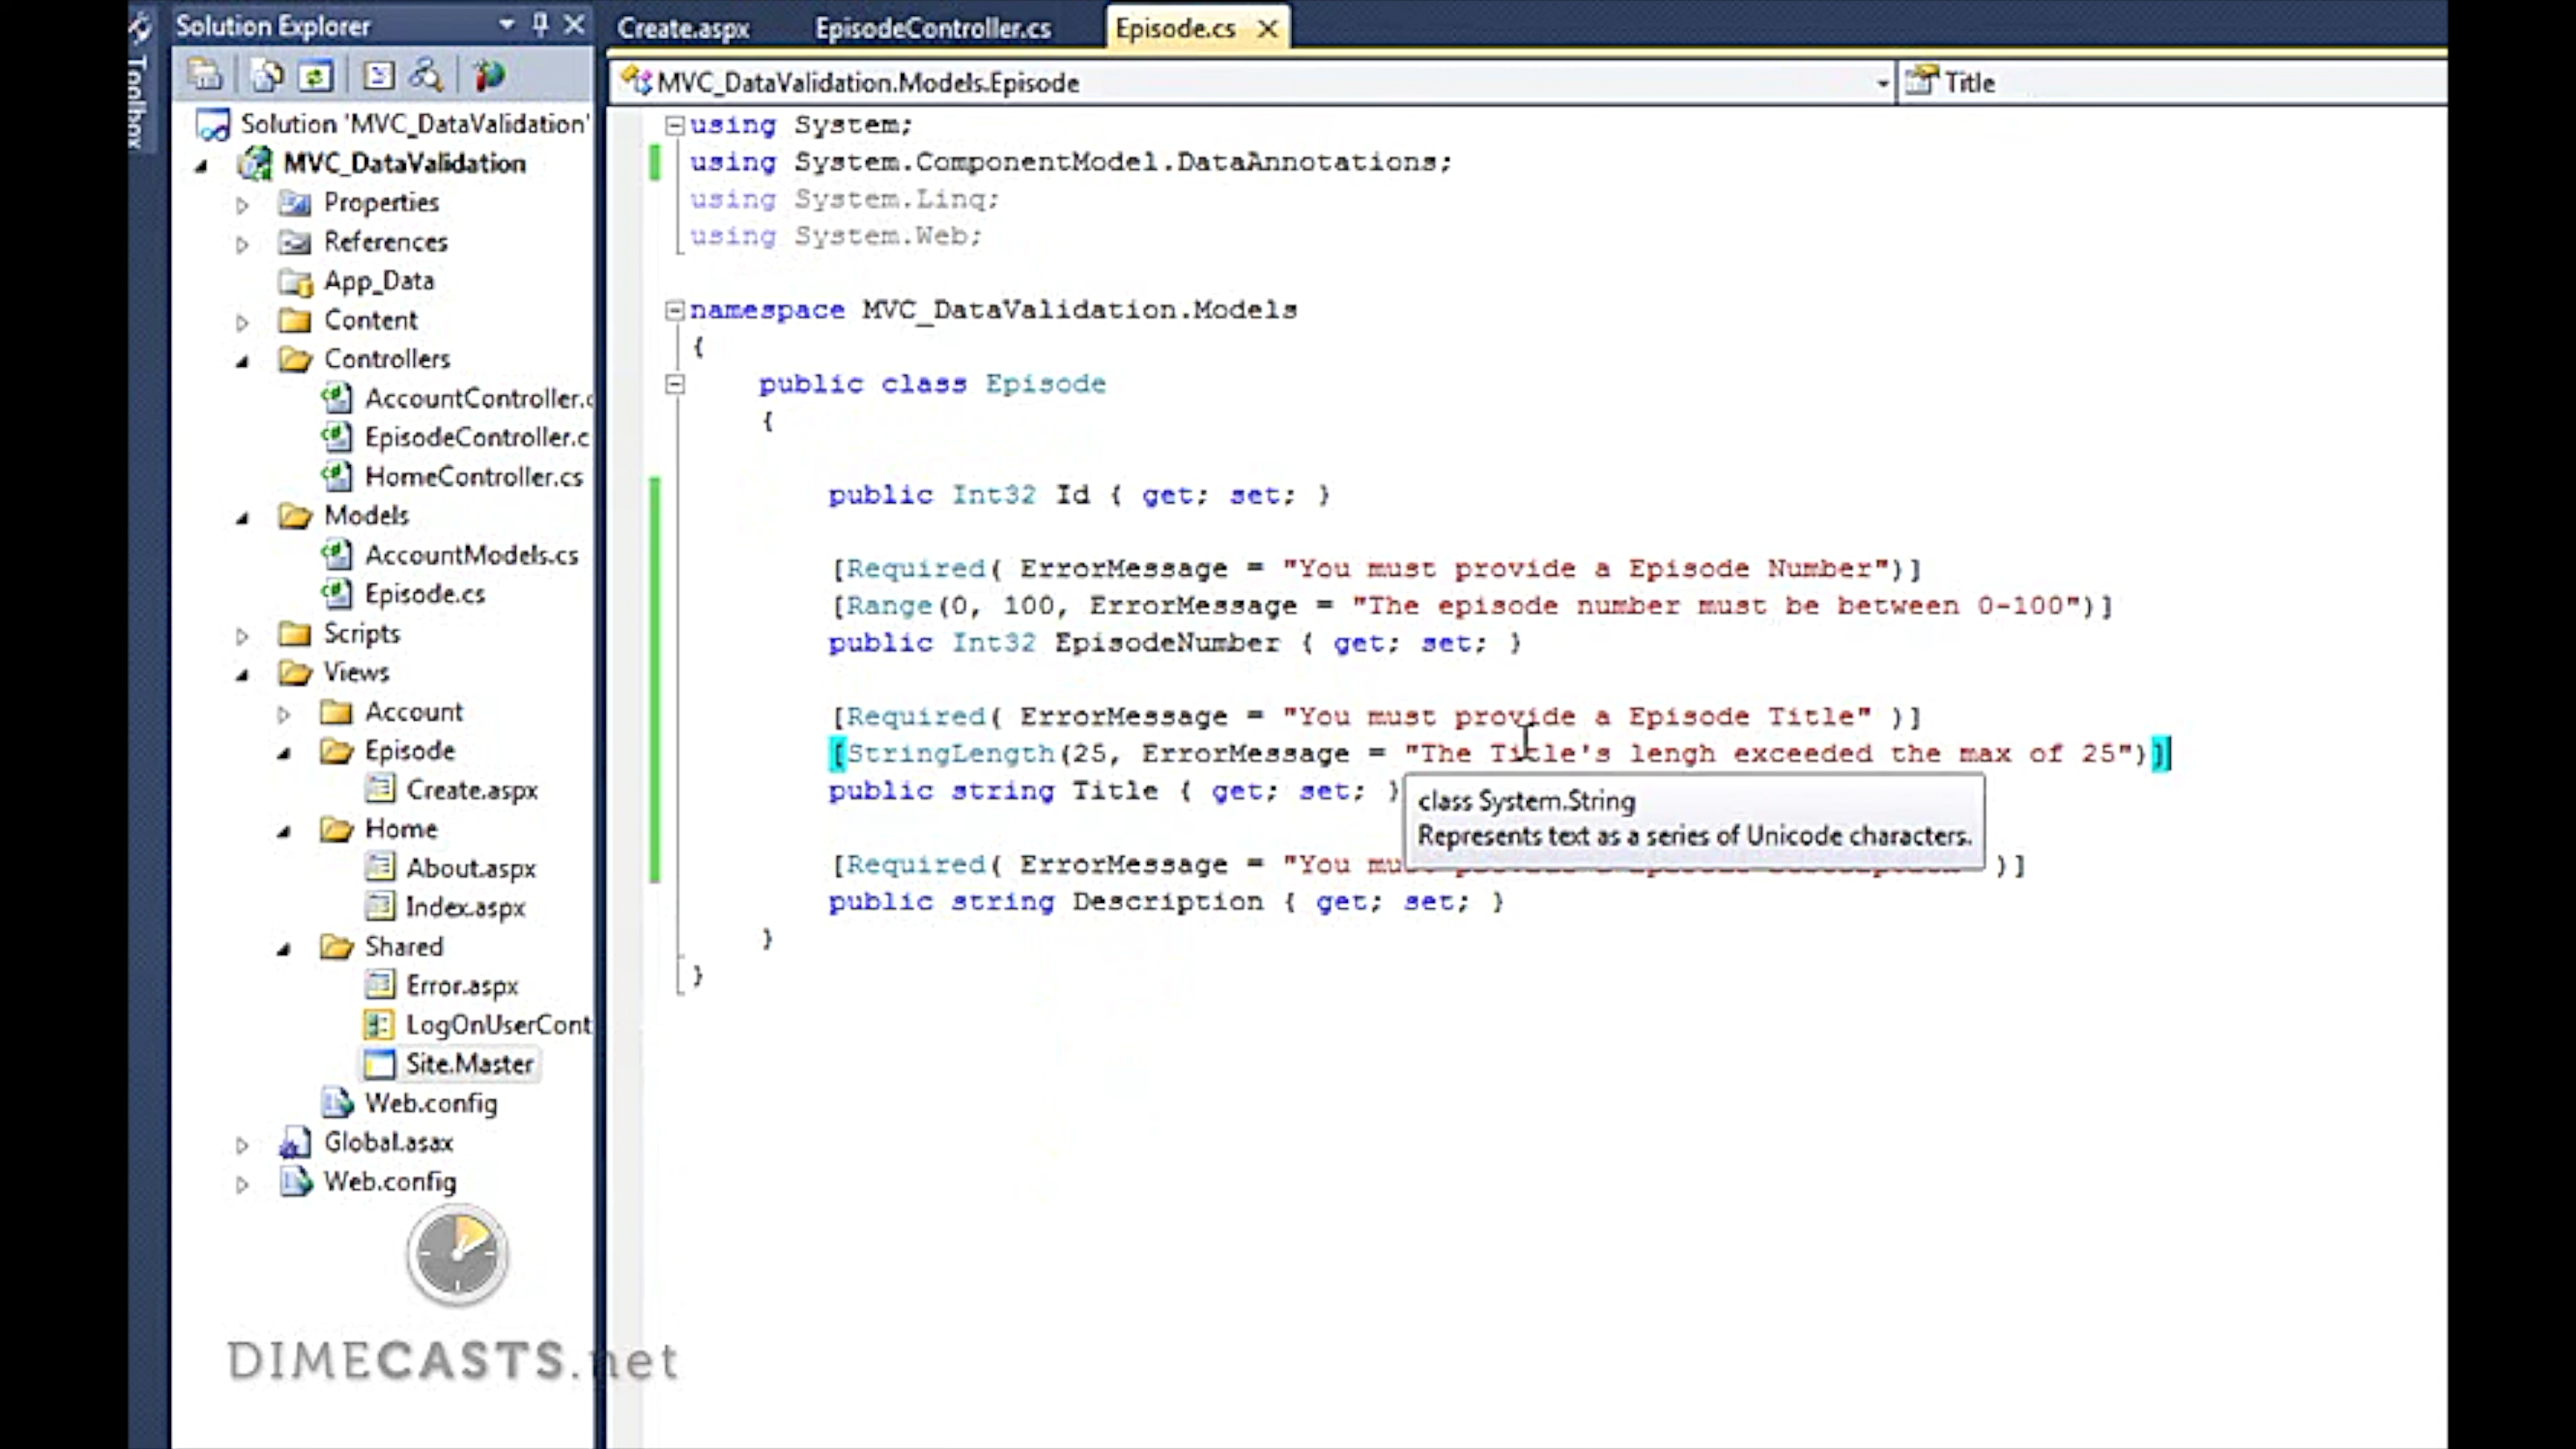 Toolbox
Solution Explorer
Solution 'MVC_DataValidation'
MVC_DataValidation
Properties
References
App_Data
Content
Controllers
AccountController.c
EpisodeController.c
HomeController.cs
Models
AccountModels.cs
Episode.cs
Scripts
Views
Account
Episode
Create.aspx
Home
About.aspx
Index.aspx
Shared
Error.aspx
LogOnUserCont
Site.Master
Web.config
Global.asax
Web.config
DIMECASTS.net
Create.aspx EpisodeController.cs Episode.cs
MVC_DataValidation.Models.Episode Title
using System;
using System.ComponentModel.DataAnnotations;
using System.Linq;
using System.Web;
namespace MVC_DataValidation.Models
{
public class Episode
{
public Int32 Id { get; set; }
[Required( ErrorMessage = "You must provide a Episode Number")]
[Range(0, 100, ErrorMessage = "The episode number must be between 0-100")]
public Int32 EpisodeNumber { get; set; }
[Required( ErrorMessage = "You must provide a Episode Title" )]
[StringLength(25, ErrorMessage = "The Title's lengh exceeded the max of 25")]
public string Title { get; set; }
class System.String
Represents text as a series of Unicode characters.
[Required( ErrorMessage = "You mu )]
public string Description { get; set; }
}
}